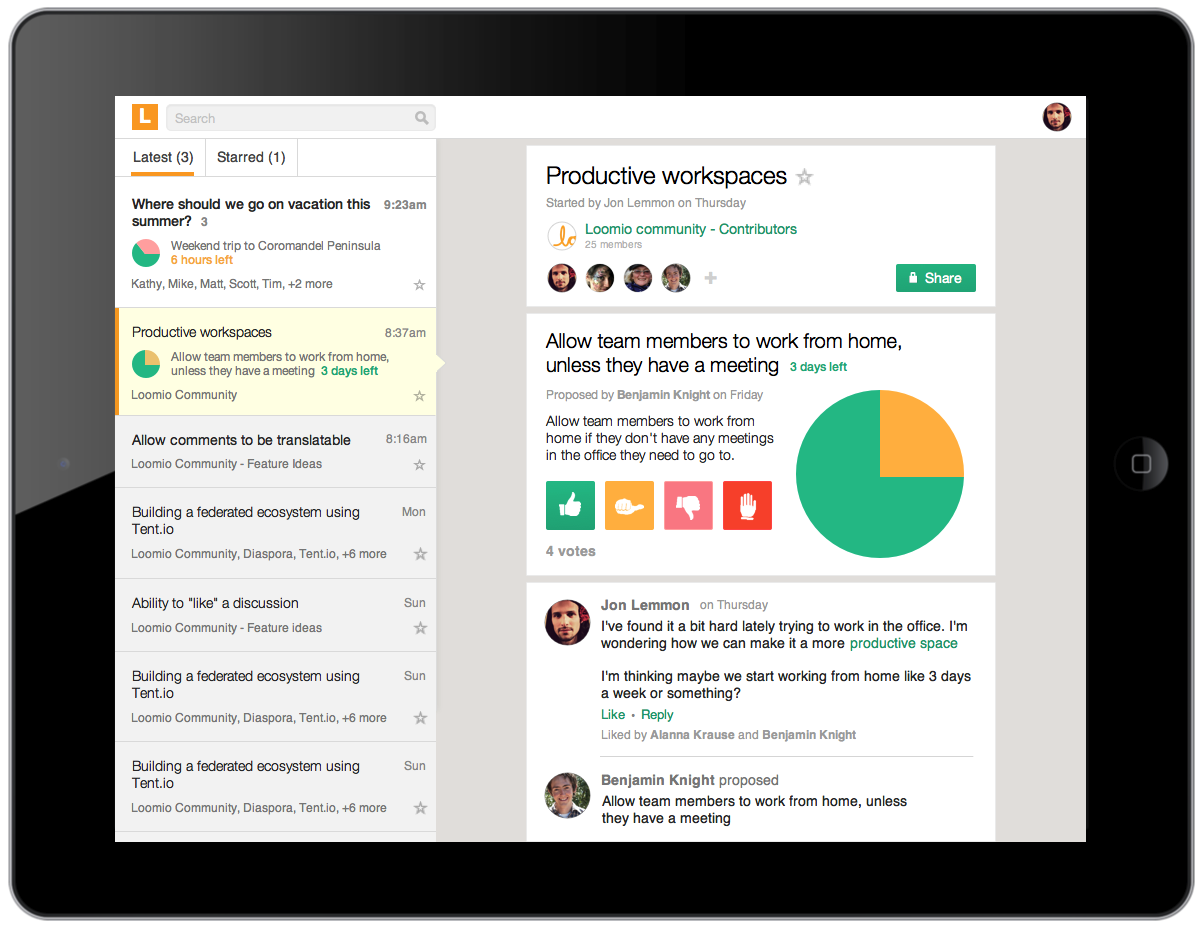 L
Search
Latest (3) Starred (1)
Where should we go on vacation this 9:23am
summer? 3
Weekend trip to Coromandel Peninsula
6 hours left
Kathy, Mike, Matt, Scott, Tim, +2 more
Productive workspaces 8:37am
Allow team members to work from home,
unless they have a meeting 3 days left
Loomio Community
Allow comments to be translatable 8:16am
Loomio Community - Feature Ideas
Building a federated ecosystem using Mon
Tent.io
Loomio Community, Diaspora, Tent.io, +6 more
Ability to "like" a discussion Sun
Loomio Community - Feature ideas
Building a federated ecosystem using Sun
Tent.io
Loomio Community, Diaspora, Tent.io, +6 more
Building a federated ecosystem using Sun
Tent.io
Loomio Community, Diaspora, Tent.io, +6 more
Productive workspaces
Started by Jon Lemmon on Thursday
lo
Loomio community - Contributors
25 members
Share
Allow team members to work from home,
unless they have a meeting 3 days left
Proposed by Benjamin Knight on Friday
Allow team members to work from
home if they don't have any meetings
in the office they need to go to.
4 votes
Jon Lemmon on Thursday
I've found it a bit hard lately trying to work in the office. I'm
wondering how we can make it a more productive space
I'm thinking maybe we start working from home like 3 days
a week or something?
Like • Reply
Liked by Alanna Krause and Benjamin Knight
Benjamin Knight proposed
Allow team members to work from home, unless
they have a meeting